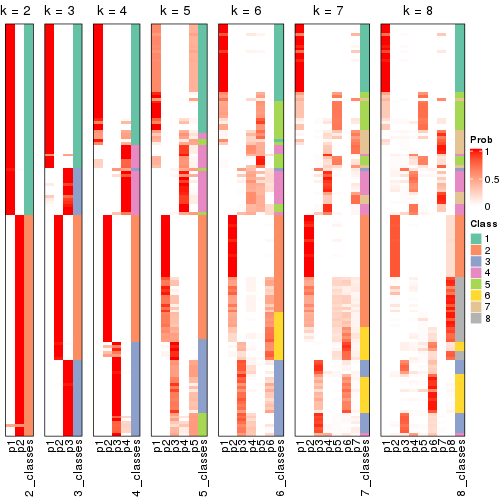 k = 2
k = 3
k = 4
k = 5
k = 6
k = 7
k = 8
Prob
1
0.5
0
Class
1
2
3
4
5
6
7
8
p1
p2
2_classes
p1
p2
p3
3_classes
p1
p2
p3
p4
4_classes
p1
p2
p3
p4
p5
5_classes
p1
p2
p3
p4
p5
p6
6_classes
p1
p2
p3
p4
p5
p6
p7
7_classes
p1
p2
p3
p4
p5
p6
p7
p8
8_classes